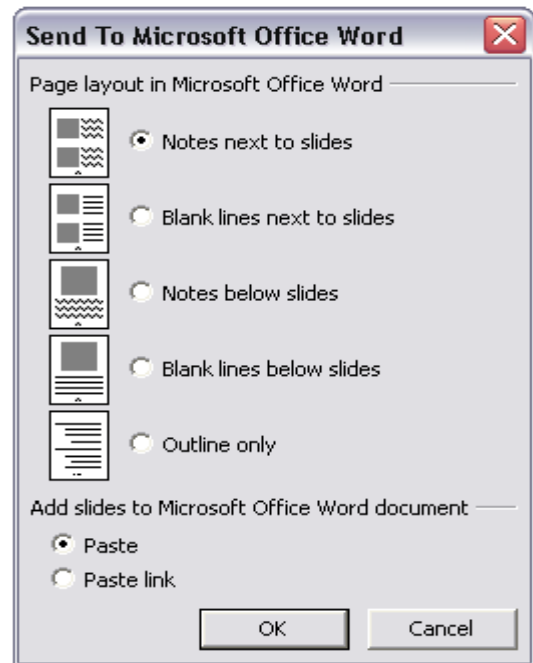 Send To Microsoft Office Word
Page layout in Microsoft Office Word
Notes next to slides
Blank lines next to slides
Notes below slides
Blank lines below slides
Outline only
Add slides to Microsoft Office Word document
Paste
Paste link
OK Cancel